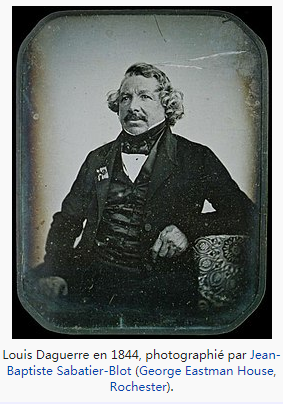 Louis Daguerre en 1844, photographié par Jean-
Baptiste Sabatier-Blot (George Eastman House,
Rochester).